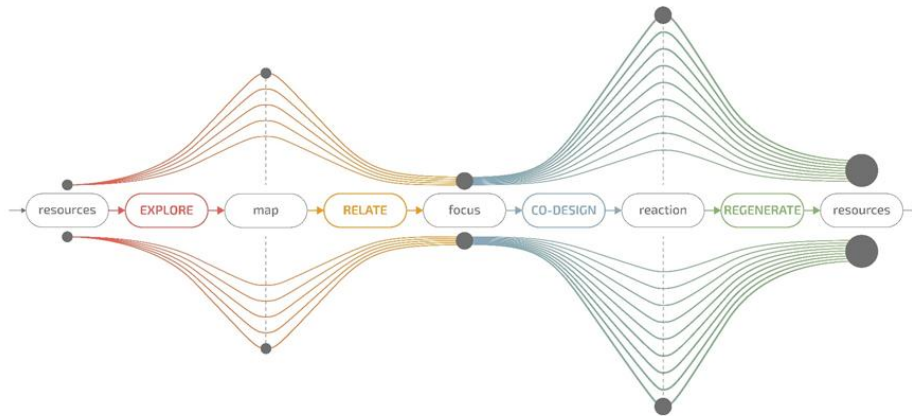 resources
EXPLORE
map
RELATE
focus
CO-DESIGN
reaction
REGENERATE
resources